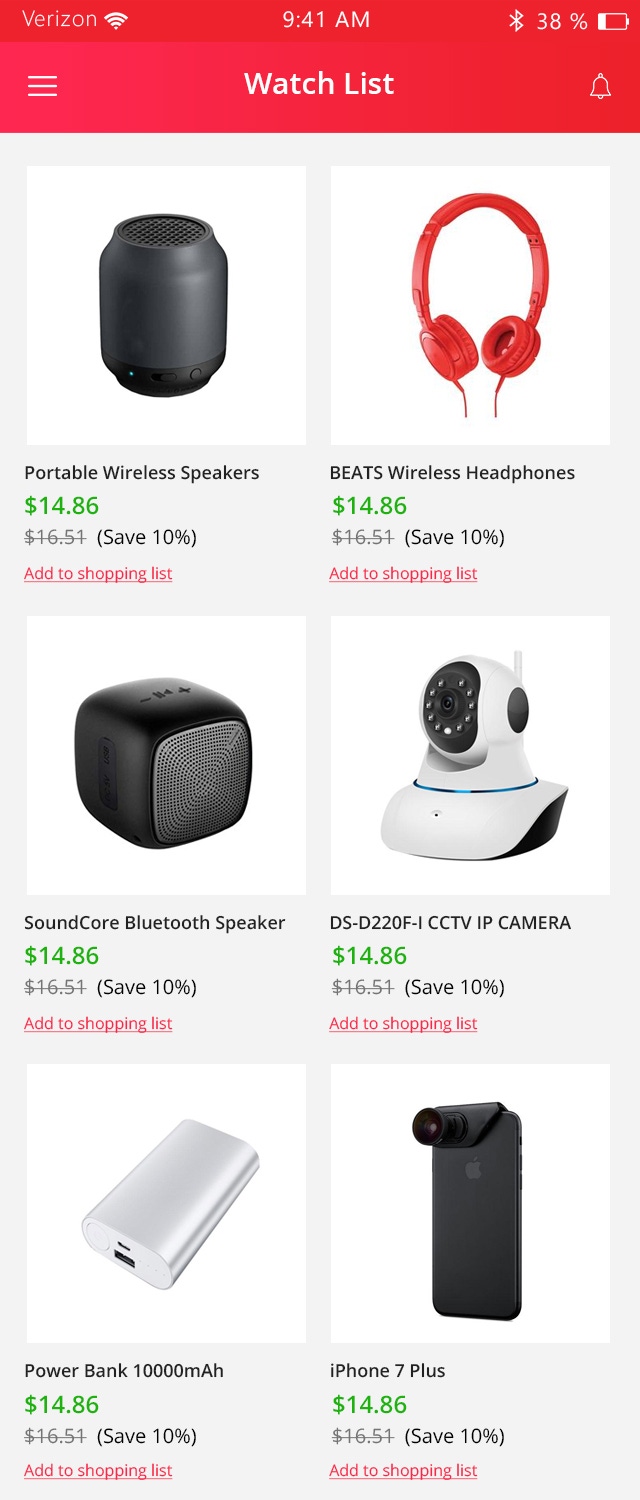 Verizon 9:41 AM 38 %
Watch List
Portable Wireless Speakers
$14.86
$16.51 (Save 10%)
Add to shopping list
BEATS Wireless Headphones
$14.86
$16.51 (Save 10%)
Add to shopping list
SoundCore Bluetooth Speaker
$14.86
$16.51 (Save 10%)
Add to shopping list
DS-D220F-I CCTV IP CAMERA
$14.86
$16.51 (Save 10%)
Add to shopping list
Power Bank 10000mAh
$14.86
$16.51 (Save 10%)
Add to shopping list
iPhone 7 Plus
$14.86
$16.51 (Save 10%)
Add to shopping list